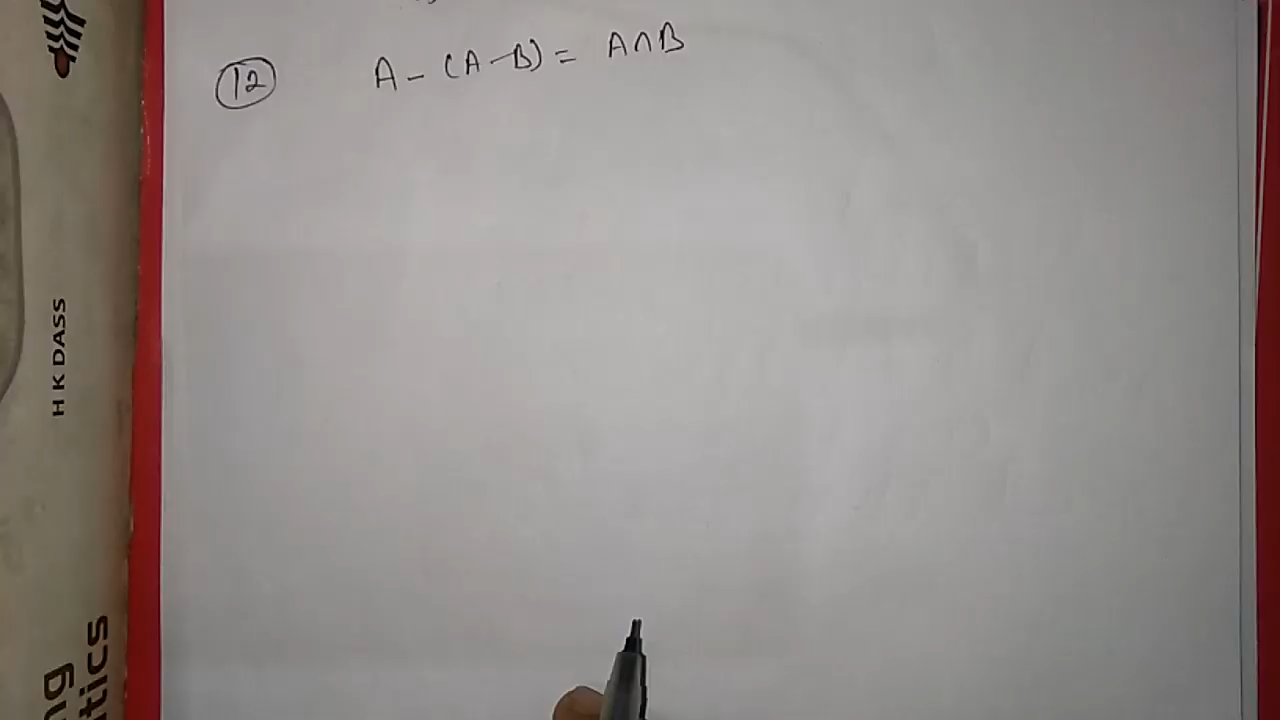 (12) A - (A-B) = A∩B
H K DASS
ng
tics